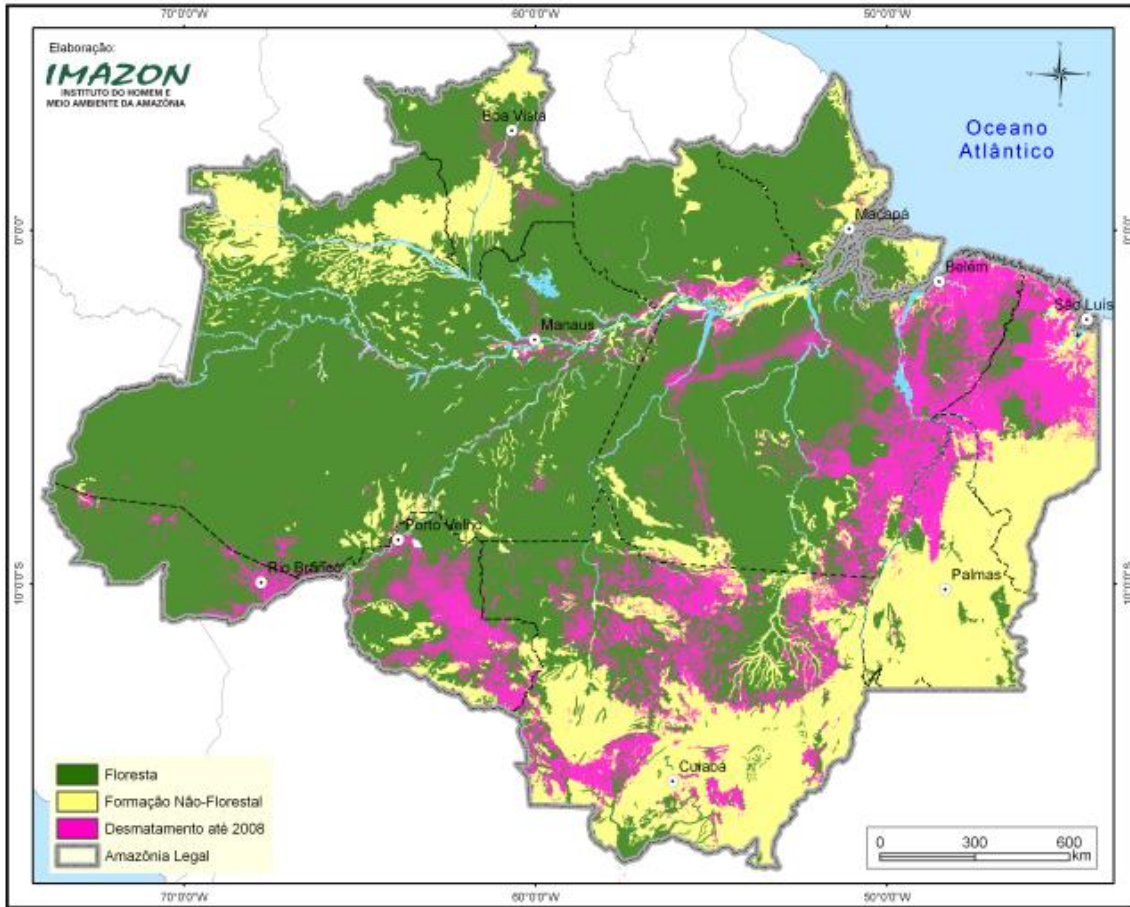 70°0'0"W
60°0'0"W
50°0'0"W
Elaboração:
IMAZON
INSTITUTO DO HOMEM E
MEIO AMBIENTE DA AMAZÔNIA
Boa Vista
Oceano
Atlântico
0°0'0"
Macapá
0°0'0"
Belém
São Luís
Manaus
Porto Velho
Rio Branco
10°0'0"S
Palmas
10°0'0"S
Cuiabá
Floresta
Formação Não-Florestal
Desmatamento até 2008
Amazônia Legal
0 300 600
km
70°0'0"W
60°0'0"W
50°0'0"W